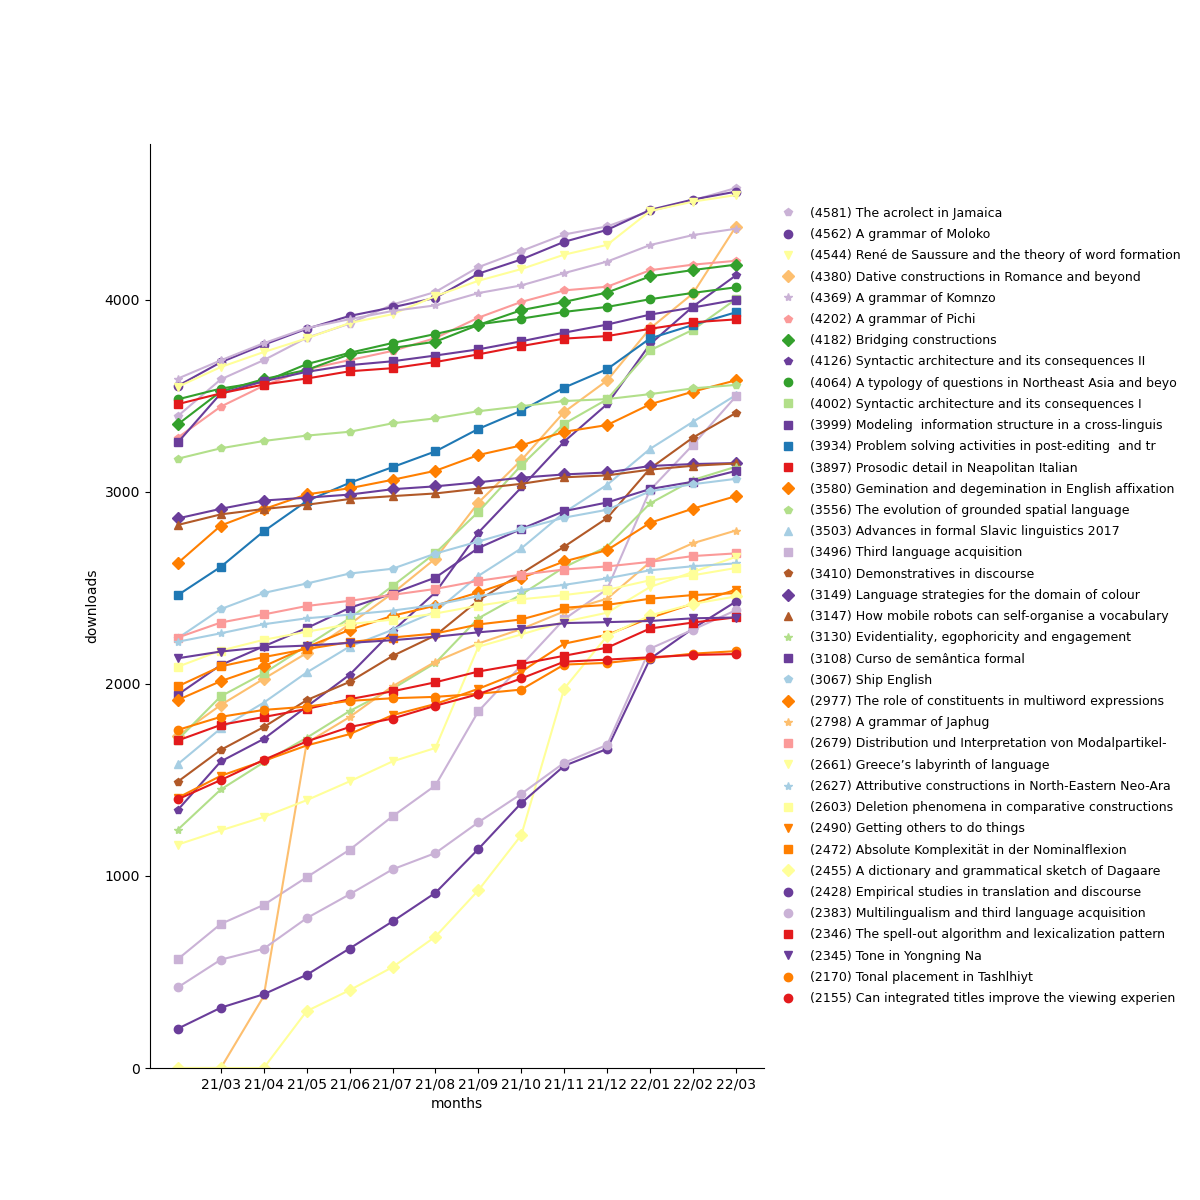 4000
3000
2000
1000
0
downloads
21/03 21/04 21/05 21/06 21/07 21/08 21/09 21/10 21/11 21/12 22/01 22/02 22/03
months
(4581) The acrolect in Jamaica
(4562) A grammar of Moloko
(4544) René de Saussure and the theory of word formation
(4380) Dative constructions in Romance and beyond
(4369) A grammar of Komnzo
(4202) A grammar of Pichi
(4182) Bridging constructions
(4126) Syntactic architecture and its consequences II
(4064) A typology of questions in Northeast Asia and beyo
(4002) Syntactic architecture and its consequences I
(3999) Modeling  information structure in a cross-linguis
(3934) Problem solving activities in post-editing  and tr
(3897) Prosodic detail in Neapolitan Italian
(3580) Gemination and degemination in English affixation
(3556) The evolution of grounded spatial language
(3503) Advances in formal Slavic linguistics 2017
(3496) Third language acquisition
(3410) Demonstratives in discourse
(3149) Language strategies for the domain of colour
(3147) How mobile robots can self-organise a vocabulary
(3130) Evidentiality, egophoricity and engagement
(3108) Curso de semântica formal
(3067) Ship English
(2977) The role of constituents in multiword expressions
(2798) A grammar of Japhug
(2679) Distribution und Interpretation von Modalpartikel-
(2661) Greece’s labyrinth of language
(2627) Attributive constructions in North-Eastern Neo-Ara
(2603) Deletion phenomena in comparative constructions
(2490) Getting others to do things
(2472) Absolute Komplexität in der Nominalflexion
(2455) A dictionary and grammatical sketch of Dagaare
(2428) Empirical studies in translation and discourse
(2383) Multilingualism and third language acquisition
(2346) The spell-out algorithm and lexicalization pattern
(2345) Tone in Yongning Na
(2170) Tonal placement in Tashlhiyt
(2155) Can integrated titles improve the viewing experien